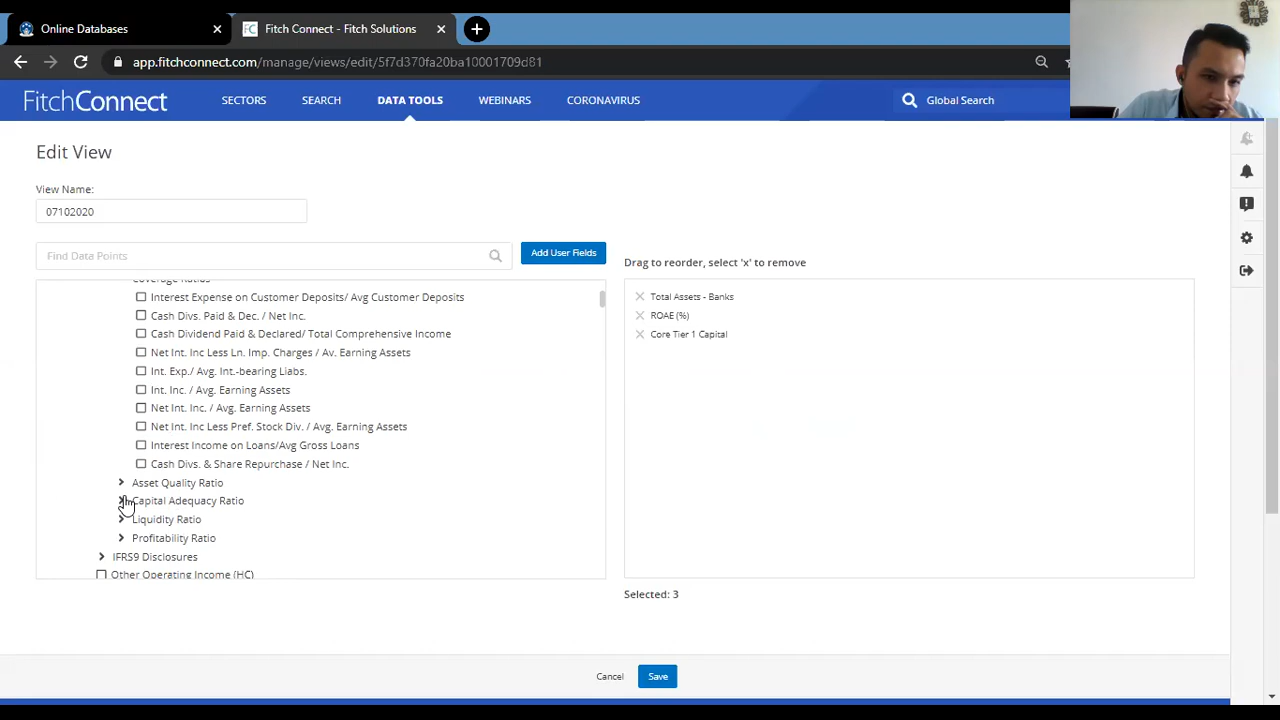 Online Databases
Fitch Connect - Fitch Solutions
app.fitchconnect.com/manage/views/edit/5f7d370fa20ba10001709d81
FitchConnect
SECTORS
SEARCH
DATA TOOLS
WEBINARS
CORONAVIRUS
Global Search
Edit View
View Name:
07102020
Find Data Points
Add User Fields
Drag to reorder, select 'x' to remove
Coverage Ratios
Interest Expense on Customer Deposits/ Avg Customer Deposits
Cash Divs. Paid & Dec. / Net Inc.
Cash Dividend Paid & Declared/ Total Comprehensive Income
Net Int. Inc Less Ln. Imp. Charges / Av. Earning Assets
Int. Exp./ Avg. Int.-bearing Liabs.
Int. Inc. / Avg. Earning Assets
Net Int. Inc. / Avg. Earning Assets
Net Int. Inc Less Pref. Stock Div. / Avg. Earning Assets
Interest Income on Loans/Avg Gross Loans
Cash Divs. & Share Repurchase / Net Inc.
Asset Quality Ratio
Capital Adequacy Ratio
Liquidity Ratio
Profitability Ratio
IFRS9 Disclosures
Other Operating Income (HC)
Total Assets - Banks
ROAE (%)
Core Tier 1 Capital
Selected: 3
Cancel
Save